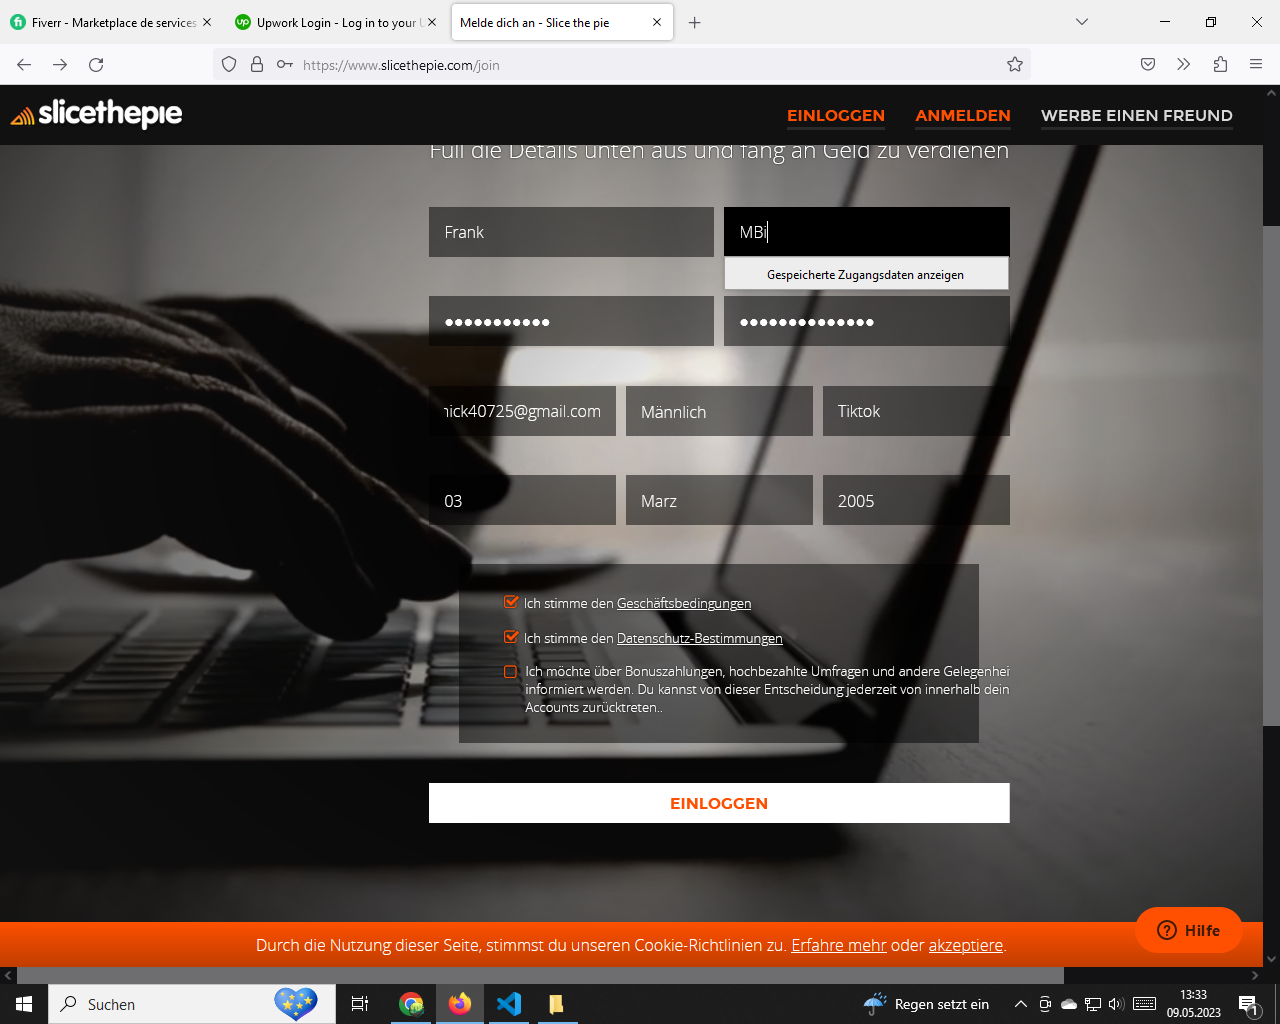 Fiverr - Marketplace de services
Upwork Login - Log in to your
Melde dich an - Slice the pie
https://www.slicethepie.com/join
slicethepie
EINLOGGEN
ANMELDEN
WERBE EINEN FREUND
Füll die Details unten aus und fang an Geld zu verdienen
Frank
MBi
Gespeicherte Zugangsdaten anzeigen
nick40725@gmail.com
Männlich
Tiktok
03
Marz
2005
Ich stimme den Geschäftsbedingungen
Ich stimme den Datenschutz-Bestimmungen
Ich möchte über Bonuszahlungen, hochbezahlte Umfragen und andere Gelegenhei
informiert werden. Du kannst von dieser Entscheidung jederzeit von innerhalb dein
Accounts zurücktreten..
EINLOGGEN
Durch die Nutzung dieser Seite, stimmst du unseren Cookie-Richtlinien zu. Erfahre mehr oder akzeptiere.
Hilfe
Suchen
Regen setzt ein
13:33
09.05.2023
1